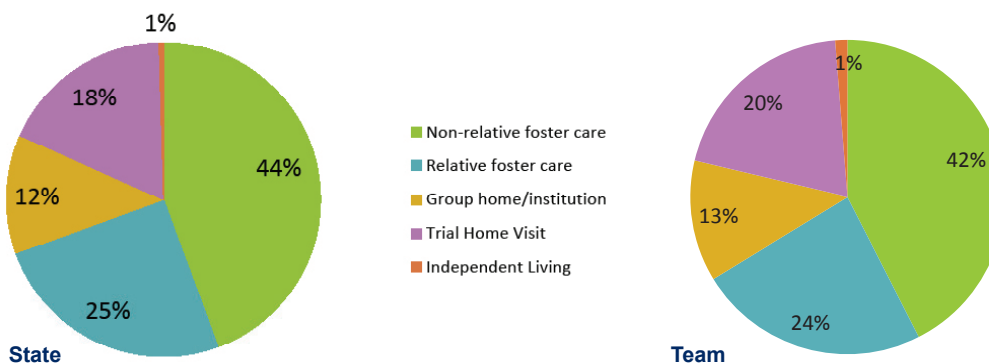 1%
18%
44%
12%
25%
State
Non-relative foster care
Relative foster care
Group home/institution
Trial Home Visit
Independent Living
1%
20%
42%
13%
24%
Team